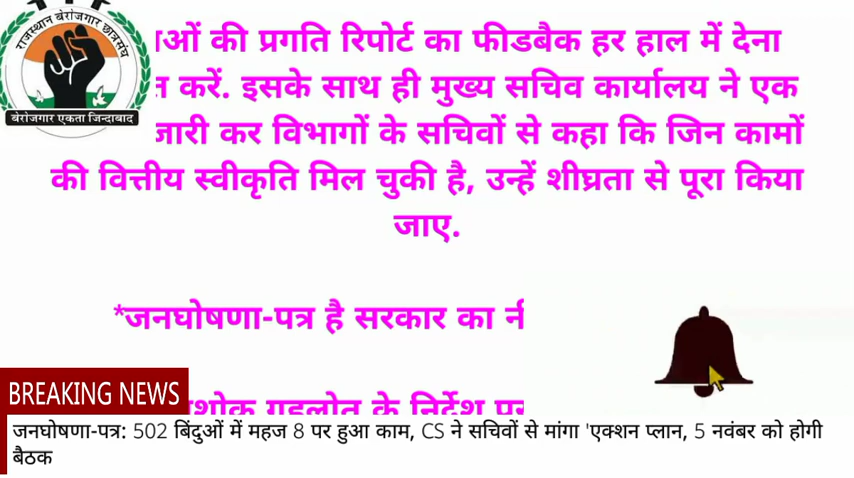 राजस्थान बेरोजगार छात्रसंघ
बेरोजगार एकता जिन्दाबाद
की प्रगति रिपोर्ट का फीडबैक हर हाल में देना
करें. इसके साथ ही मुख्य सचिव कार्यालय ने एक
जारी कर विभागों के सचिवों से कहा कि जिन कामों
की वित्तीय स्वीकृति मिल चुकी है, उन्हें शीघ्रता से पूरा किया
जाए.
*जनघोषणा-पत्र है सरकार का
गहलोत के निर्देश
BREAKING NEWS
जनघोषणा-पत्र: 502 बिंदुओं में महज 8 पर हुआ काम, CS ने सचिवों से मांगा 'एक्शन प्लान, 5 नवंबर को होगी
बैठक